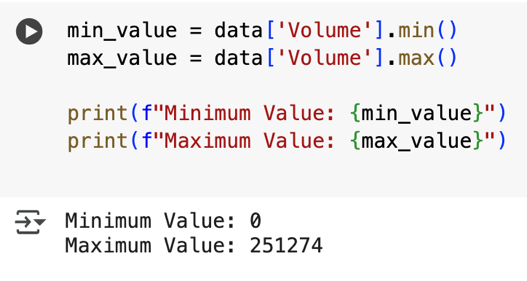 min_value = data['Volume'].min()
max_value = data['Volume'].max()
print(f"Minimum Value: {min_value}")
print(f"Maximum Value: {max_value}")
Minimum Value: 0
Maximum Value: 251274